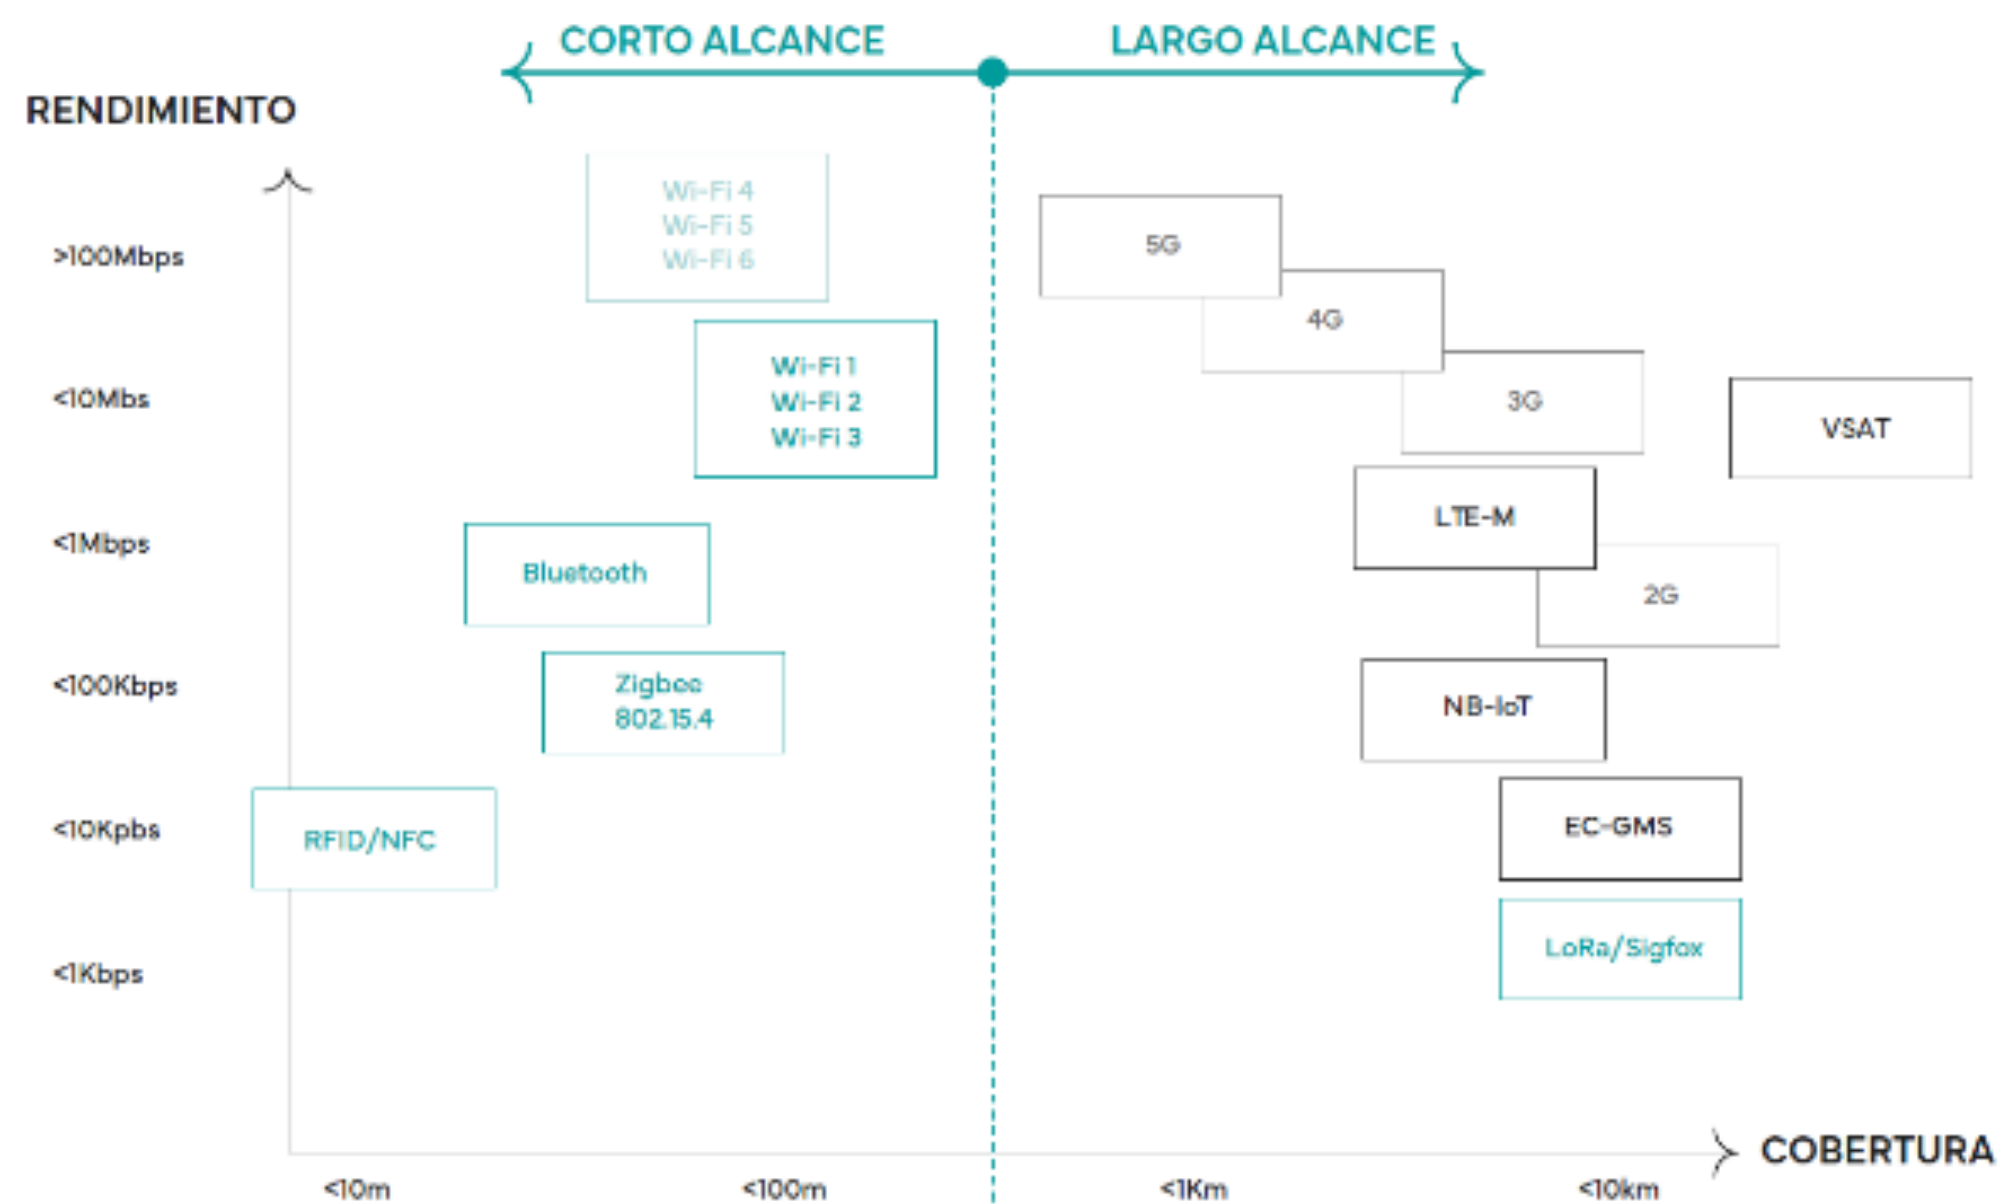 CORTO ALCANCE
LARGO ALCANCE
RENDIMIENTO
Wi-Fi 4
Wi-Fi 5
Wi-Fi 6
5G
>100Mbps
4G
Wi-Fi 1
Wi-Fi 2
Wi-Fi 3
<10Mbs
3G
VSAT
LTE-M
<1Mbps
Bluetooth
2G
<100Kbps
Zigbee
802.15.4
NB-IoT
<10Kpbs
RFID/NFC
EC-GMS
LoRa/Sigfox
<1Kbps
COBERTURA
<10m
<100m
<1Km
<10km